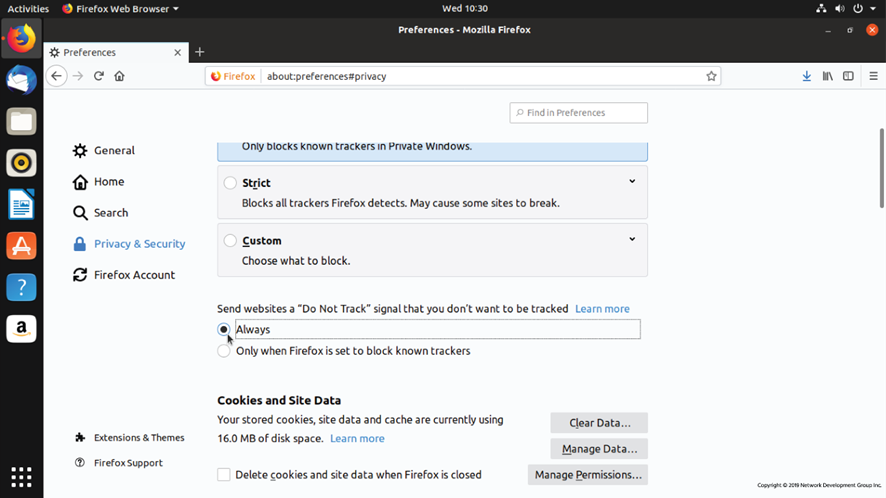 Activities
Firefox Web Browser
Wed 10:30
Preferences - Mozilla Firefox
Preferences
Firefox
about:preferences#privacy
Find in Preferences
General
Home
Search
Privacy & Security
Firefox Account
Extensions & Themes
Firefox Support
Only blocks known trackers in Private Windows.
Strict
Blocks all trackers Firefox detects. May cause some sites to break.
Custom
Choose what to block.
Send websites a “Do Not Track” signal that you don’t want to be tracked Learn more
Always
Only when Firefox is set to block known trackers
Cookies and Site Data
Your stored cookies, site data and cache are currently using
16.0 MB of disk space. Learn more
Clear Data...
Manage Data...
Delete cookies and site data when Firefox is closed
Manage Permissions...
Copyright © 2019 Network Development Group Inc.